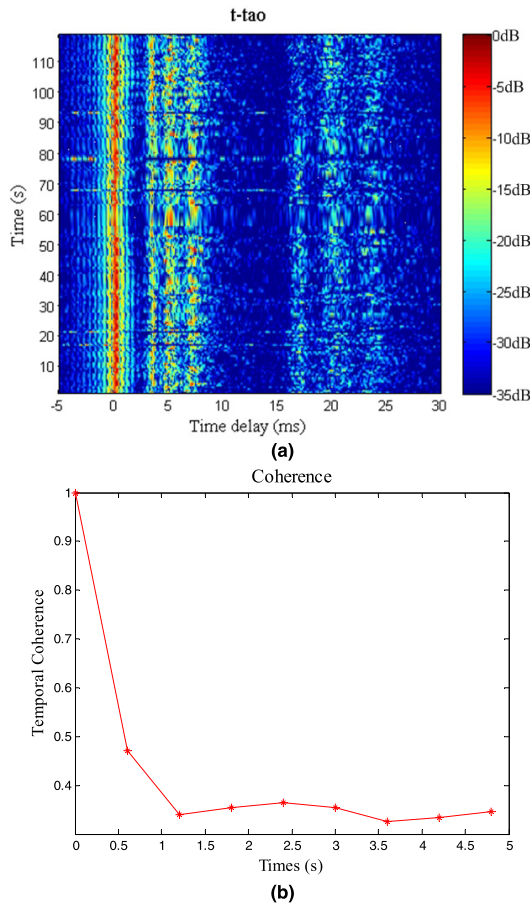 t-tao
0dB
-5dB
-10dB
-15dB
-20dB
-25dB
-30dB
-35dB
Time (s)
110
100
90
80
70
60
50
40
30
20
10
-5 0 5 10 15 20 25 30
Time delay (ms)
(a)
Coherence
Temporal Coherence
1
0.9
0.8
0.7
0.6
0.5
0.4
0 0.5 1 1.5 2 2.5 3 3.5 4 4.5 5
Times (s)
(b)